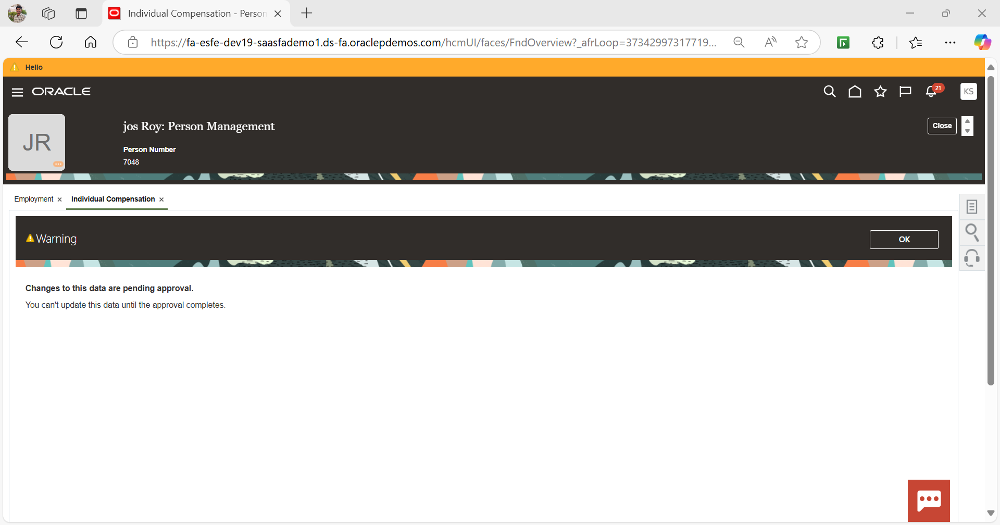 Individual Compensation - Person
https://fa-esfe-dev19-saasfademo1.ds-fa.oraclepdemos.com/hcmUI/faces/FndOverview?_afrLoop=37342997317719...
Hello
ORACLE
21
KS
JR
jos Roy: Person Management
Close
Person Number
7048
Employment
Individual Compensation
Warning
OK
Changes to this data are pending approval.
You can't update this data until the approval completes.